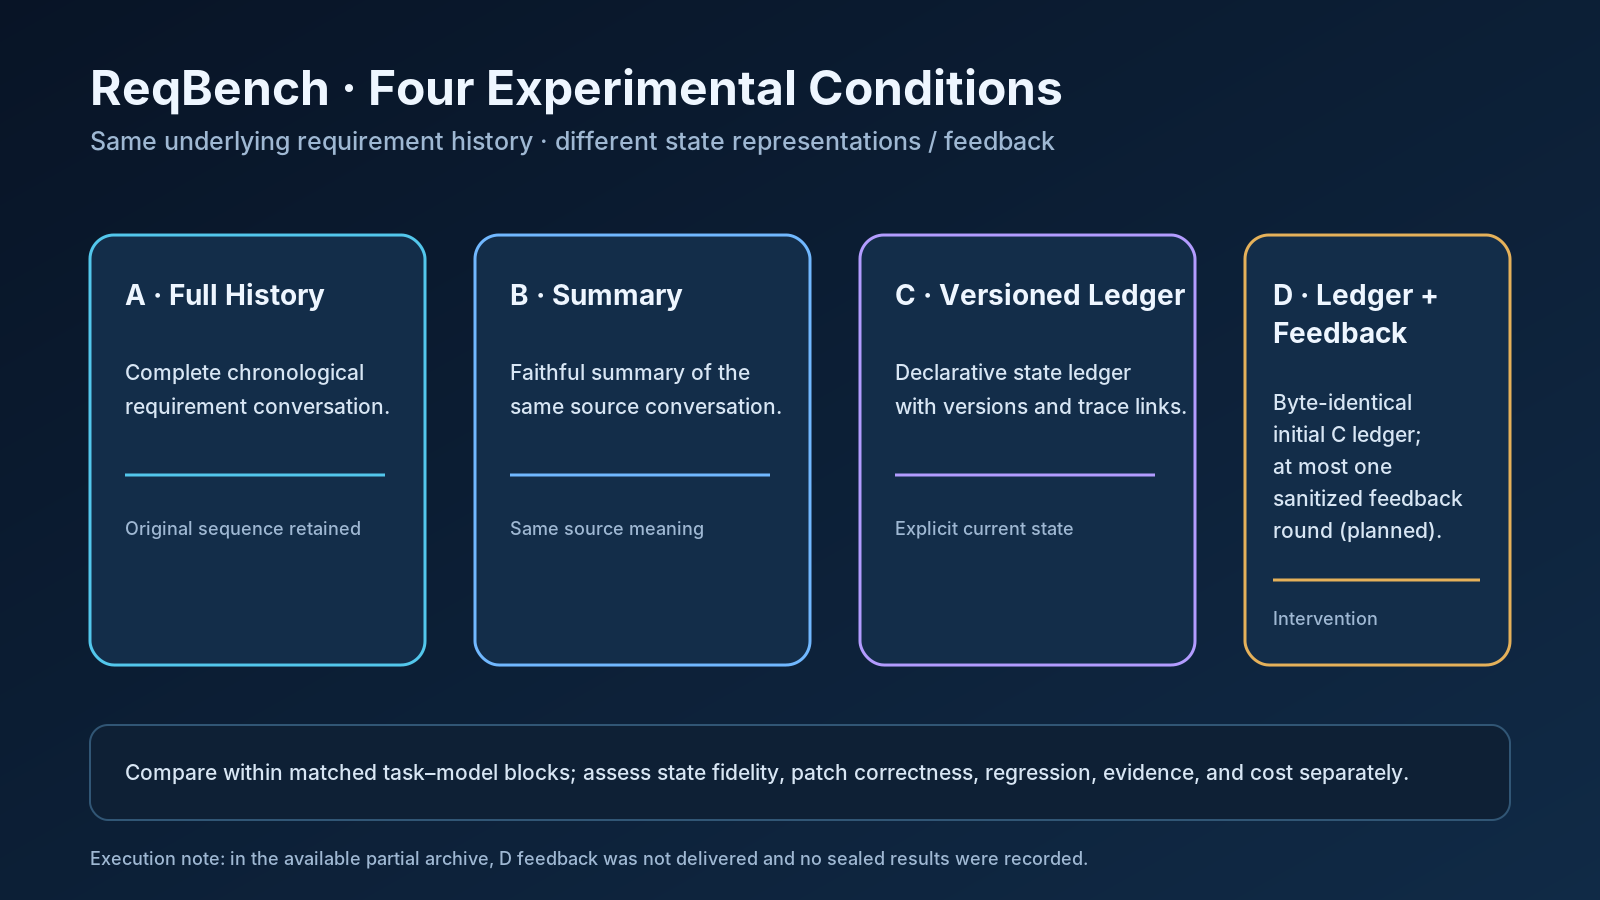 ReqBench · Four Experimental Conditions
Same underlying requirement history · different state representations / feedback
A · Full History
Complete chronological
requirement conversation.
Original sequence retained
B · Summary
Faithful summary of the
same source conversation.
Same source meaning
C · Versioned Ledger
Declarative state ledger
with versions and trace links.
Explicit current state
D · Ledger +
Feedback
Byte-identical
initial C ledger;
at most one
sanitized feedback
round (planned).
Intervention
Compare within matched task–model blocks; assess state fidelity, patch correctness, regression, evidence, and cost separately.
Execution note: in the available partial archive, D feedback was not delivered and no sealed results were recorded.